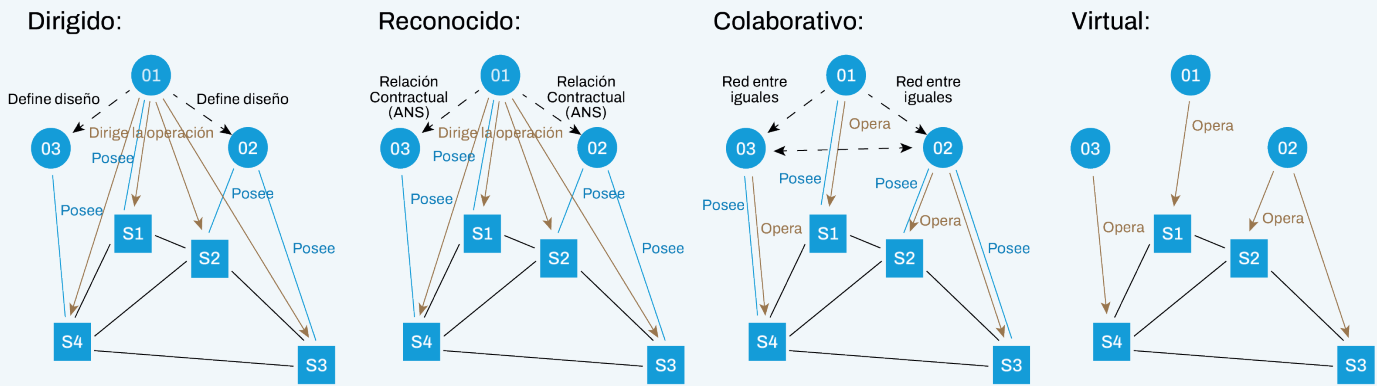 Dirigido:
01
Define diseño
Define diseño
Dirige la operación
03
02
Posee
Posee
Posee
Posee
S1
S2
S4
S3
Reconocido:
01
Relación
Contractual
(ANS)
Relación
Contractual
(ANS)
Dirige la operación
03
02
Posee
Posee
Posee
Posee
S1
S2
S4
S3
Colaborativo:
01
Red entre
iguales
Red entre
iguales
Opera
03
02
Posee
Posee
Posee
Opera
Opera
Posee
S1
S2
S4
S3
Virtual:
01
Opera
03
02
Opera
Opera
S1
S2
S4
S3